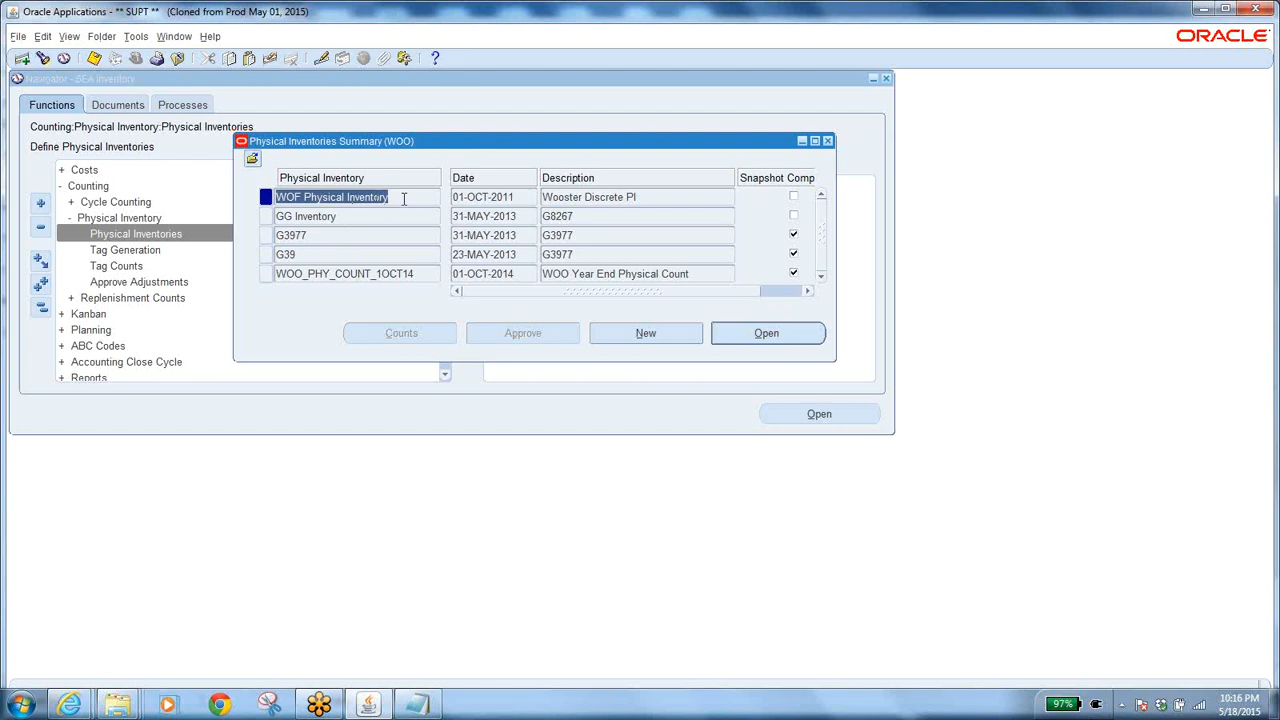 Oracle Applications - ** SUPT ** (Cloned from Prod May 01, 2015)
File Edit View Folder Tools Window Help
ORACLE
Navigator - SEA Inventory
Functions Documents Processes
Counting:Physical Inventory:Physical Inventories
Define Physical Inventories
+ Costs
- Counting
+ Cycle Counting
- Physical Inventory
Physical Inventories
Tag Generation
Tag Counts
Approve Adjustments
+ Replenishment Counts
+ Kanban
+ Planning
+ ABC Codes
+ Accounting Close Cycle
+ Reports
Open
Physical Inventories Summary (WOO)
Physical Inventory Date Description Snapshot Comp
WOF Physical Inventory 01-OCT-2011 Wooster Discrete PI
GG Inventory 31-MAY-2013 G8267
G3977 31-MAY-2013 G3977
G39 23-MAY-2013 G3977
WOO_PHY_COUNT_1OCT14 01-OCT-2014 WOO Year End Physical Count
Counts Approve New Open
97%
10:16 PM
5/18/2015